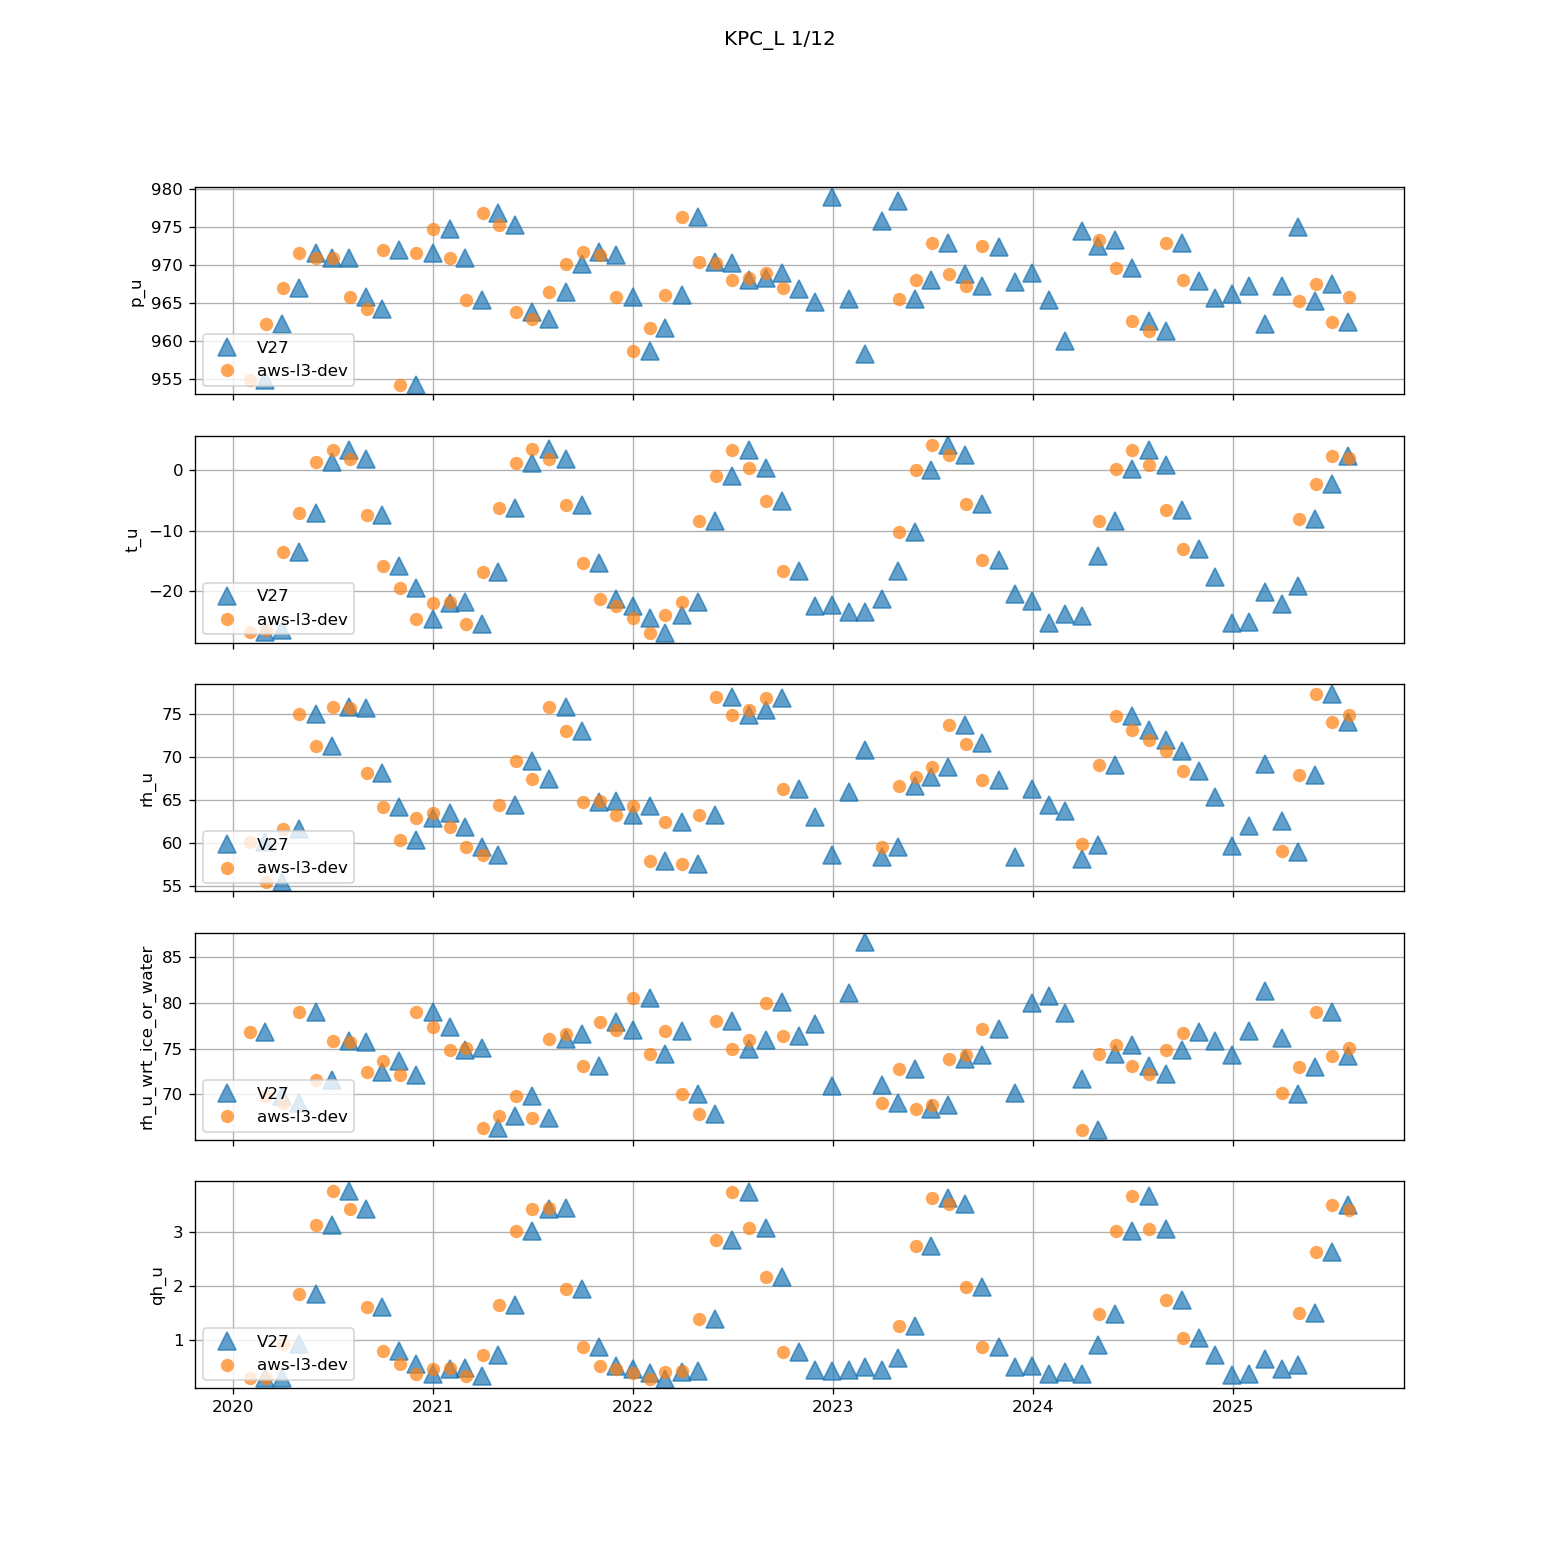 KPC_L 1/12
980
975
970
965
960
955
p_u
V27
aws-l3-dev
0
−10
−20
t_u
V27
aws-l3-dev
75
70
65
60
55
rh_u
V27
aws-l3-dev
85
80
75
70
rh_u_wrt_ice_or_water
V27
aws-l3-dev
3
2
1
qh_u
V27
aws-l3-dev
2020 2021 2022 2023 2024 2025